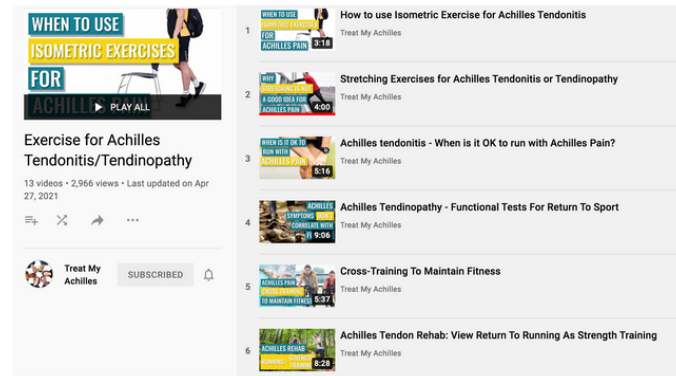 WHEN TO USE
ISOMETRIC EXERCISES
FOR
ACHILLES PAIN
PLAY ALL
Exercise for Achilles
Tendonitis/Tendinopathy
13 videos • 2,966 views • Last updated on Apr
27, 2021
Treat My
Achilles
SUBSCRIBED
1
WHEN TO USE
ISOMETRIC EXERCISES
FOR
ACHILLES PAIN
3:18
How to use Isometric Exercise for Achilles Tendonitis
Treat My Achilles
2
WHY
STRETCHING IS NOT
A GOOD IDEA FOR
ACHILLES PAIN
4:00
Stretching Exercises for Achilles Tendonitis or Tendinopathy
Treat My Achilles
3
WHEN IS IT OK TO
RUN WITH
ACHILLES PAIN
5:16
Achilles tendonitis - When is it OK to run with Achilles Pain?
Treat My Achilles
4
ACHILLES
SYMPTOMS DON'T
CORRELATE WITH
9:06
Achilles Tendinopathy - Functional Tests For Return To Sport
Treat My Achilles
5
ACHILLES PAIN
CROSS-TRAINING
TO MAINTAIN FITNESS
5:37
Cross-Training To Maintain Fitness
Treat My Achilles
6
ACHILLES REHAB
RUNNING
8:28
Achilles Tendon Rehab: View Return To Running As Strength Training
Treat My Achilles